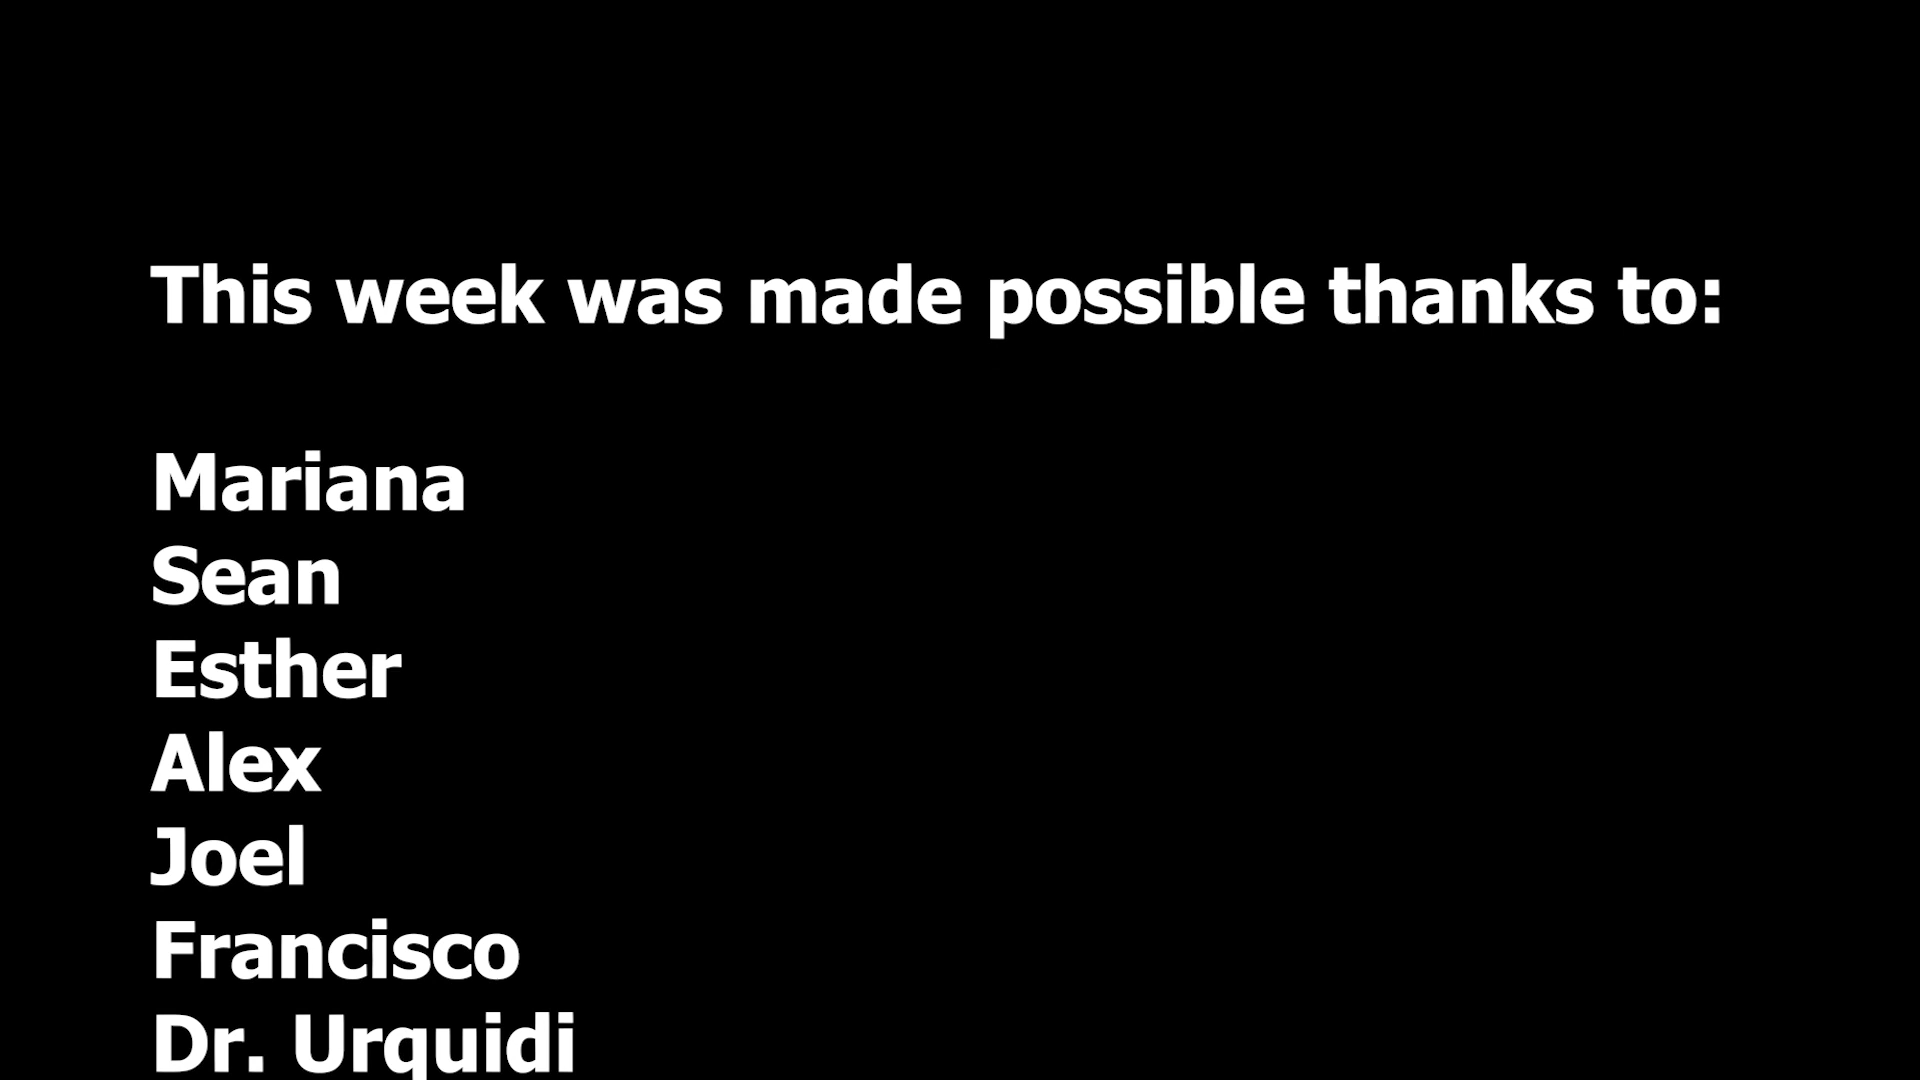 This week was made possible thanks to:
Mariana
Sean
Esther
Alex
Joel
Francisco
Dr. Urquidi